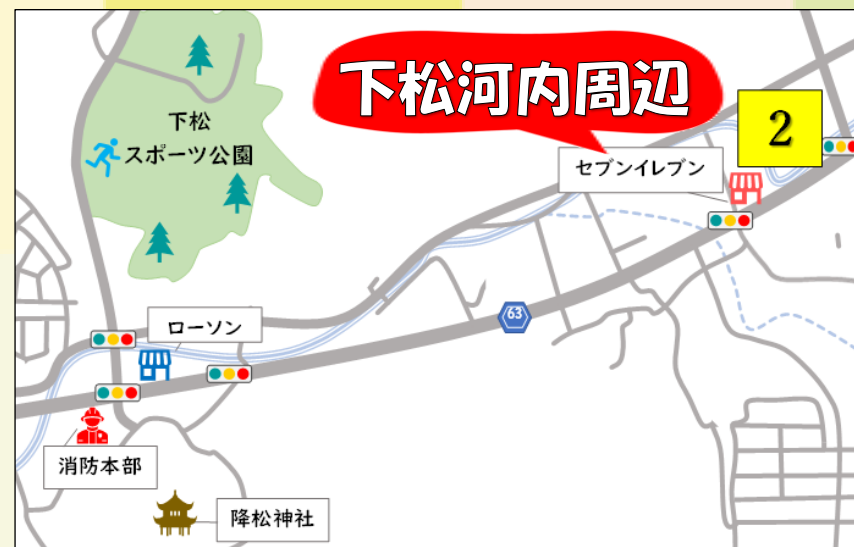 下松河内周辺
2
下松
スポーツ公園
セブンイレブン
ローソン
63
消防本部
降松神社